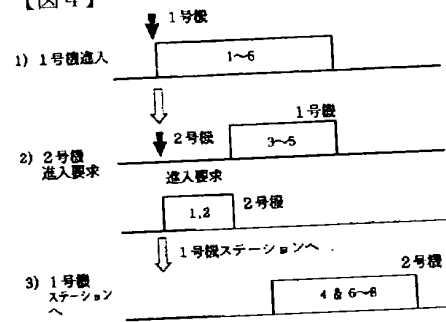 【図4】
1号機
1) 1号機進入
1~6
1号機
2号機
3~5
2) 2号機
進入要求
進入要求
1,2
2号機
1号機ステーションへ
2号機
3) 1号機
ステーション
へ
4 & 6~8